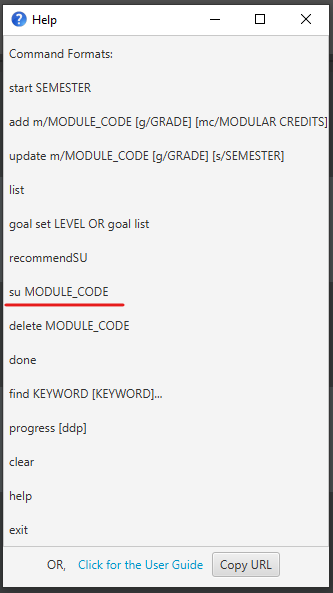 Help
Command Formats:
start SEMESTER
add m/MODULE_CODE [g/GRADE] [mc/MODULAR CREDITS]
update m/MODULE_CODE [g/GRADE] [s/SEMESTER]
list
goal set LEVEL OR goal list
recommendSU
su MODULE_CODE
delete MODULE_CODE
done
find KEYWORD [KEYWORD]...
progress [ddp]
clear
help
exit
OR, Click for the User Guide Copy URL